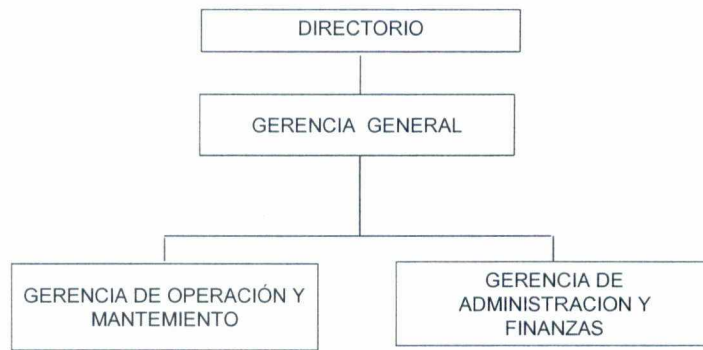 DIRECTORIO
GERENCIA GENERAL
GERENCIA DE OPERACIÓN Y
MANTEMIENTO
GERENCIA DE
ADMINISTRACION Y
FINANZAS